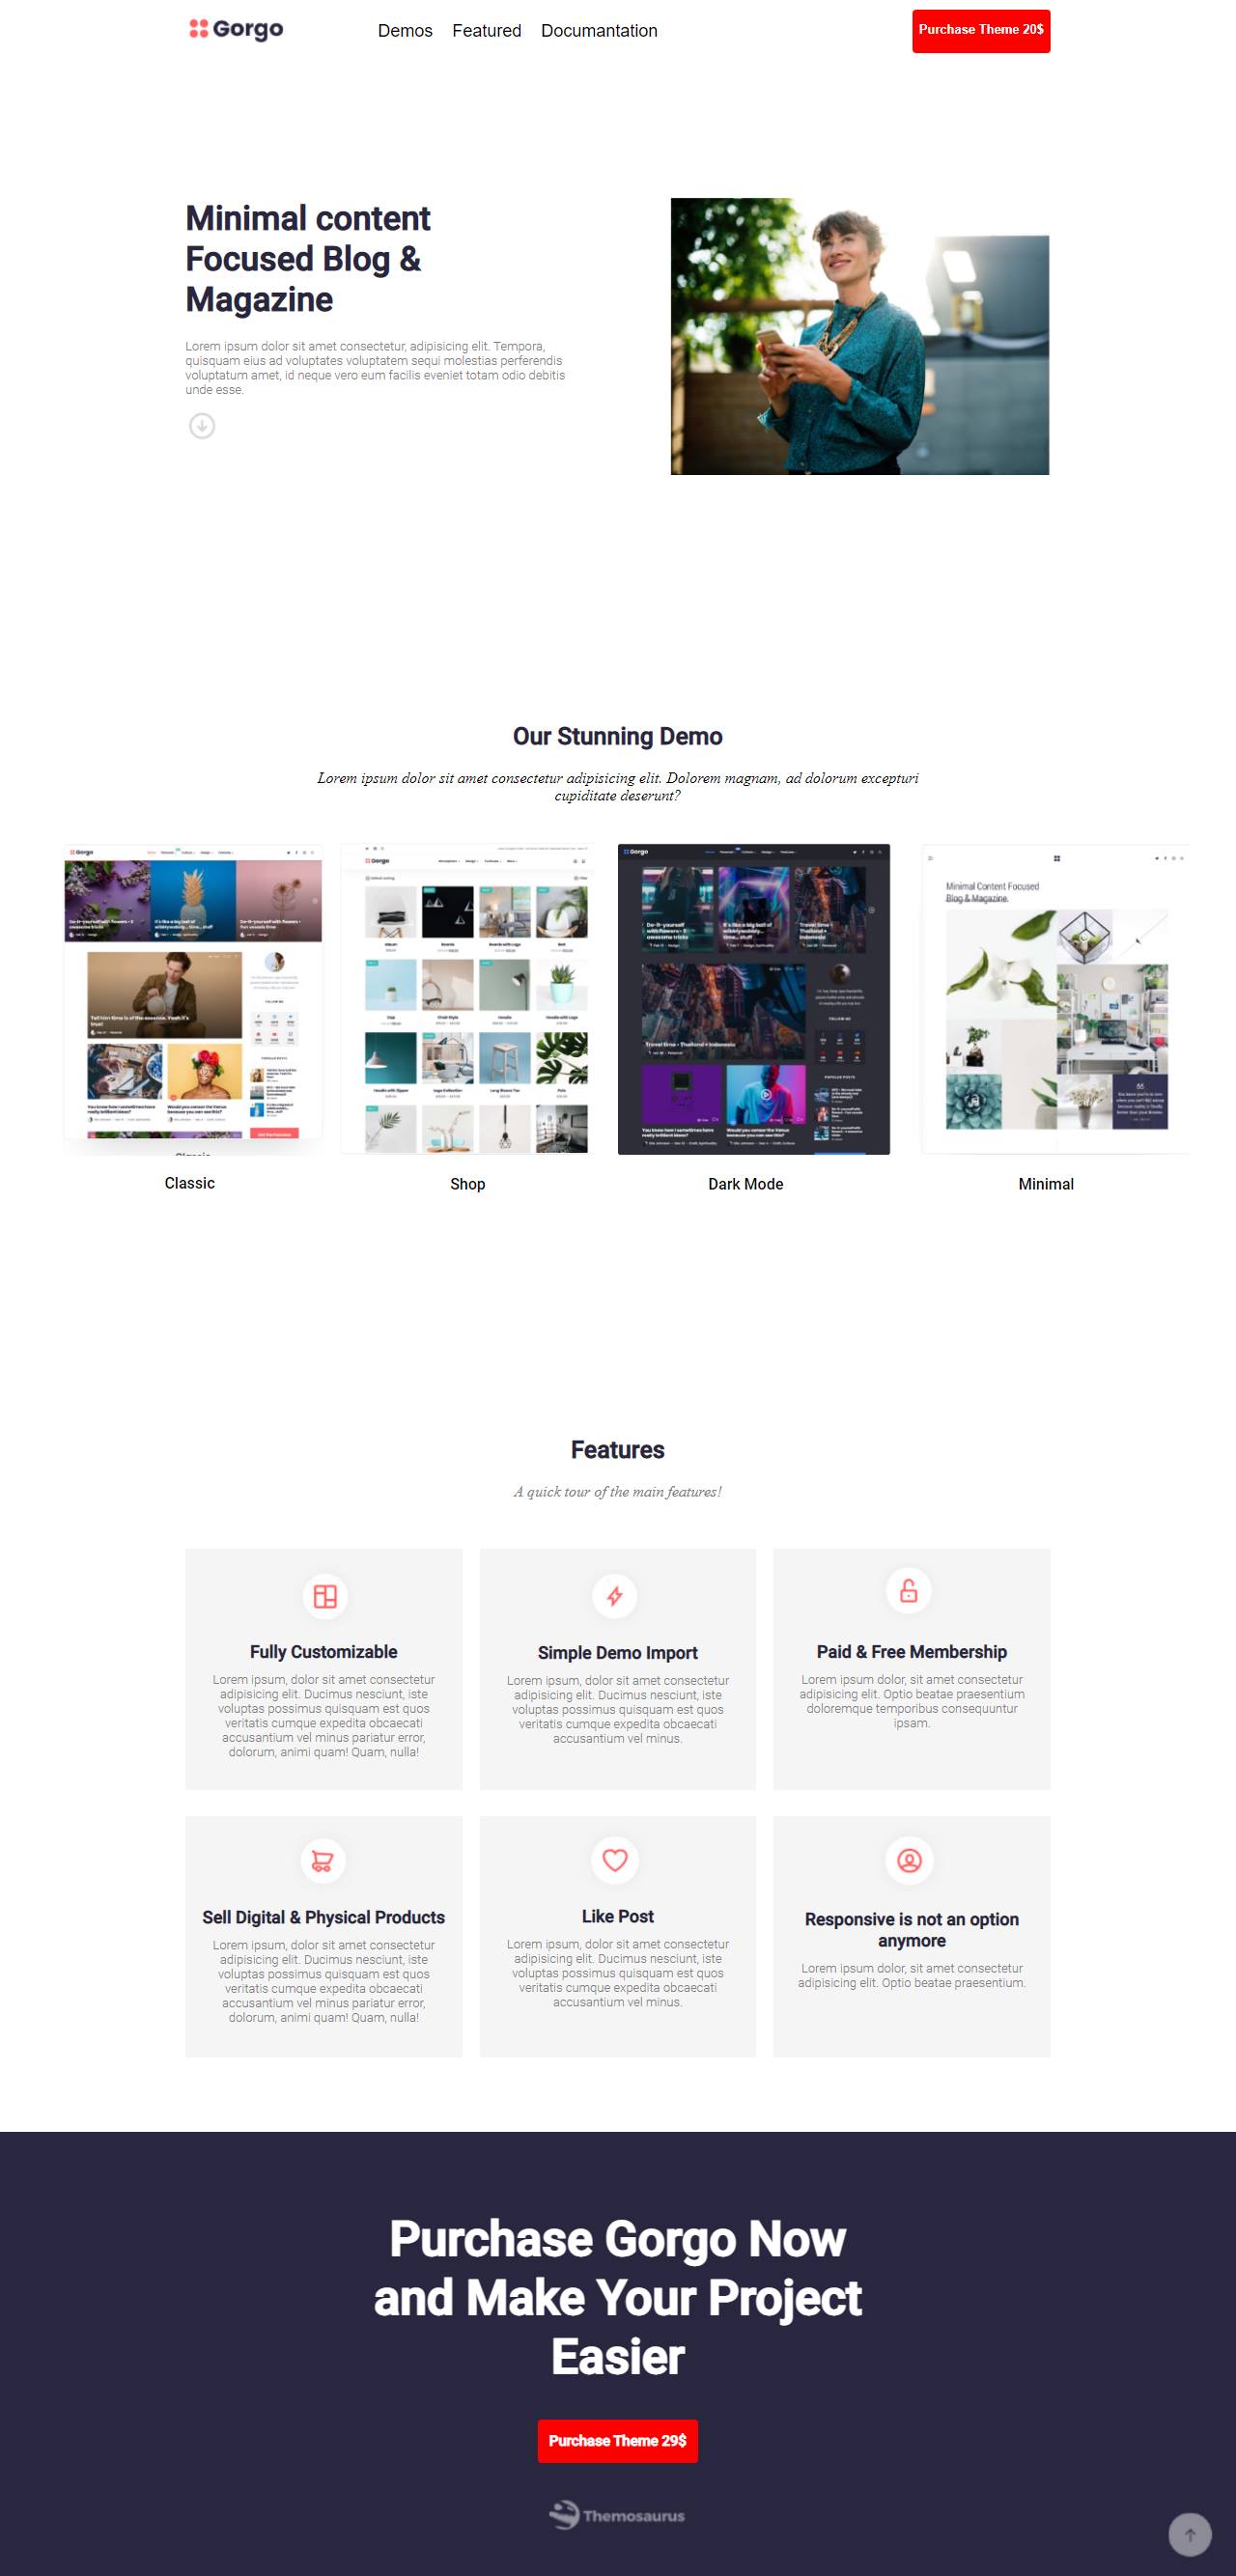 Gorgo
Demos Featured Documantation
Purchase Theme 20$
Minimal content
Focused Blog &
Magazine
Lorem ipsum dolor sit amet consectetur, adipisicing elit. Tempora,
quisquam eius ad voluptates voluptatem sequi molestias perferendis
voluptatum amet, id neque vero eum facilis eveniet totam odio debitis
unde esse.
Our Stunning Demo
Lorem ipsum dolor sit amet consectetur adipisicing elit. Dolorem magnam, ad dolorum excepturi
cupiditate deserunt?
Gorgo
Gorgo
Gorgo
Minimal Content Focused
Blog & Magazine.
Classic
Shop
Dark Mode
Minimal
Features
A quick tour of the main features!
Fully Customizable
Lorem ipsum, dolor sit amet consectetur
adipisicing elit. Ducimus nesciunt, iste
voluptas possimus quisquam est quos
veritatis cumque expedita obcaecati
accusantium vel minus pariatur error,
dolorum, animi quam! Quam, nulla!
Simple Demo Import
Lorem ipsum, dolor sit amet consectetur
adipisicing elit. Ducimus nesciunt, iste
voluptas possimus quisquam est quos
veritatis cumque expedita obcaecati
accusantium vel minus.
Paid & Free Membership
Lorem ipsum dolor, sit amet consectetur
adipisicing elit. Optio beatae praesentium
doloremque temporibus consequuntur
ipsam.
Sell Digital & Physical Products
Lorem ipsum, dolor sit amet consectetur
adipisicing elit. Ducimus nesciunt, iste
voluptas possimus quisquam est quos
veritatis cumque expedita obcaecati
accusantium vel minus pariatur error,
dolorum, animi quam! Quam, nulla!
Like Post
Lorem ipsum, dolor sit amet consectetur
adipisicing elit. Ducimus nesciunt, iste
voluptas possimus quisquam est quos
veritatis cumque expedita obcaecati
accusantium vel minus.
Responsive is not an option
anymore
Lorem ipsum dolor, sit amet consectetur
adipisicing elit. Optio beatae praesentium.
Purchase Gorgo Now
and Make Your Project
Easier
Purchase Theme 29$
Themosaurus